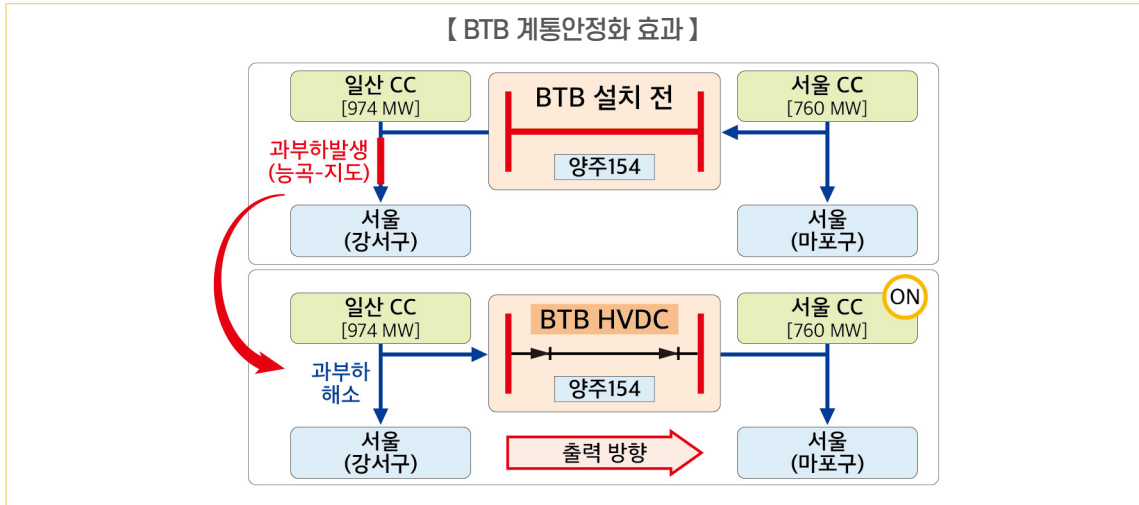 【 BTB 계통안정화 효과 】
일산 CC
[974 MW]
BTB 설치 전
서울 CC
[760 MW]
과부하발생
(능곡-지도)
양주154
서울
(강서구)
서울
(마포구)
일산 CC
[974 MW]
BTB HVDC
서울 CC
[760 MW]
ON
과부하
해소
양주154
서울
(강서구)
출력 방향
서울
(마포구)